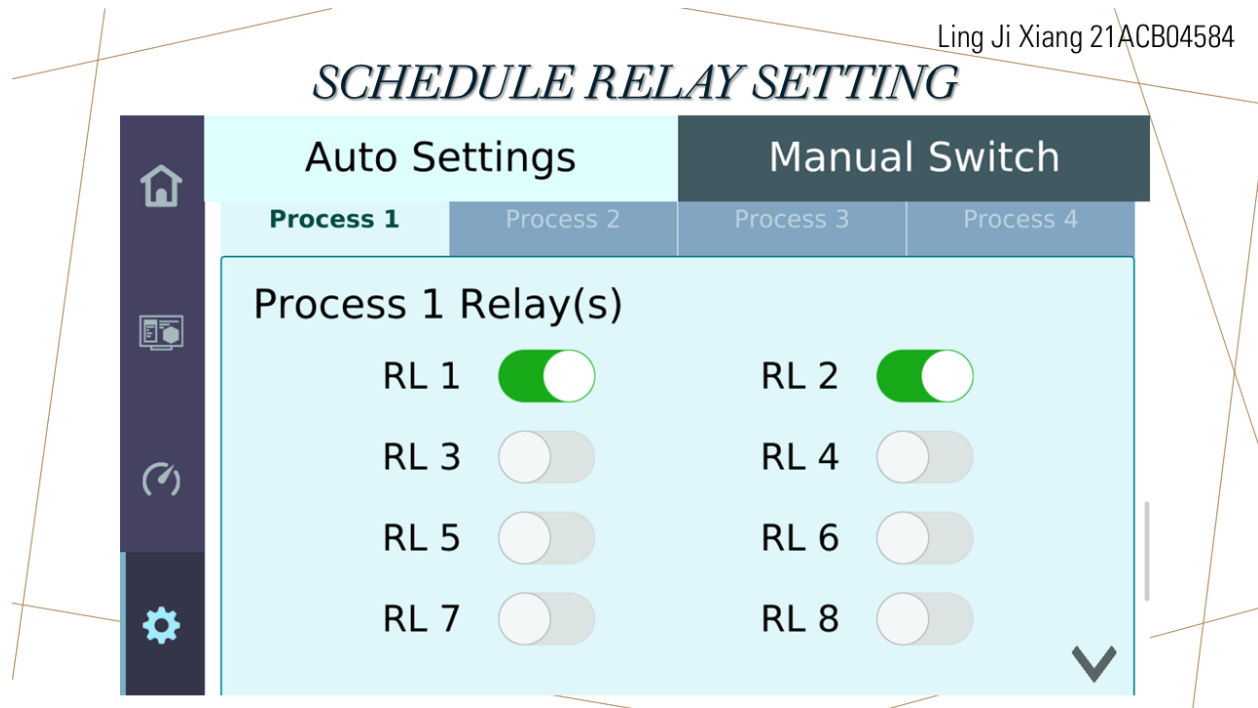 Ling Ji Xiang 21ACB04584
SCHEDULE RELAY SETTING
Auto Settings Manual Switch
Process 1 Process 2 Process 3 Process 4
Process 1 Relay(s)
RL 1 RL 2
RL 3 RL 4
RL 5 RL 6
RL 7 RL 8